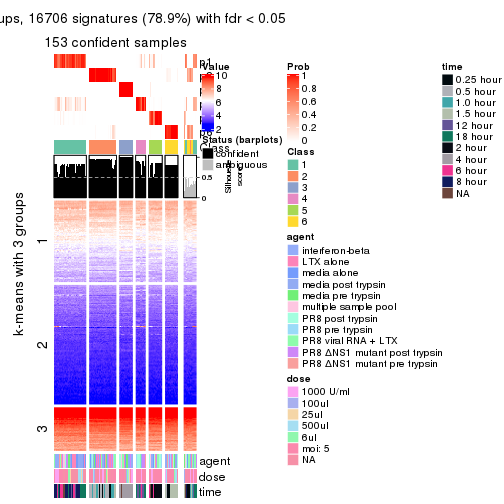 ups, 16706 signatures (78.9%) with fdr < 0.05
153 confident samples
Value
10
8
6
4
2
Status (barplots)
confident
ambiguous
0.5
0
Silhouette
score
k-means with 3 groups
1
2
3
agent
dose
time
Prob
1
0.8
0.6
0.4
0.2
0
Class
1
2
3
4
5
6
agent
interferon-beta
LTX alone
media alone
media post trypsin
media pre trypsin
multiple sample pool
PR8 post trypsin
PR8 pre trypsin
PR8 viral RNA + LTX
PR8 ΔNS1 mutant post trypsin
PR8 ΔNS1 mutant pre trypsin
dose
1000 U/ml
100ul
25ul
500ul
6ul
moi: 5
NA
time
0.25 hour
0.5 hour
1.0 hour
1.5 hour
12 hour
18 hour
2 hour
4 hour
6 hour
8 hour
NA